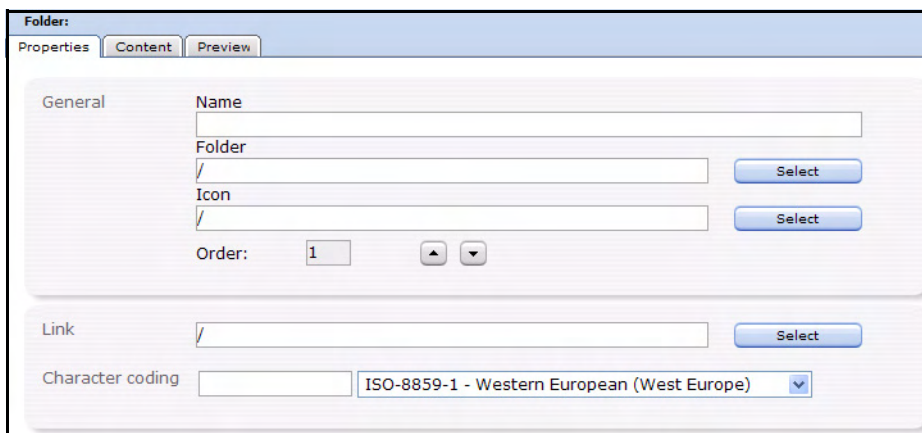 Folder:
Properties Content Preview
General Name
Folder
/ Select
Icon
/ Select
Order: 1
Link / Select
Character coding ISO-8859-1 - Western European (West Europe)